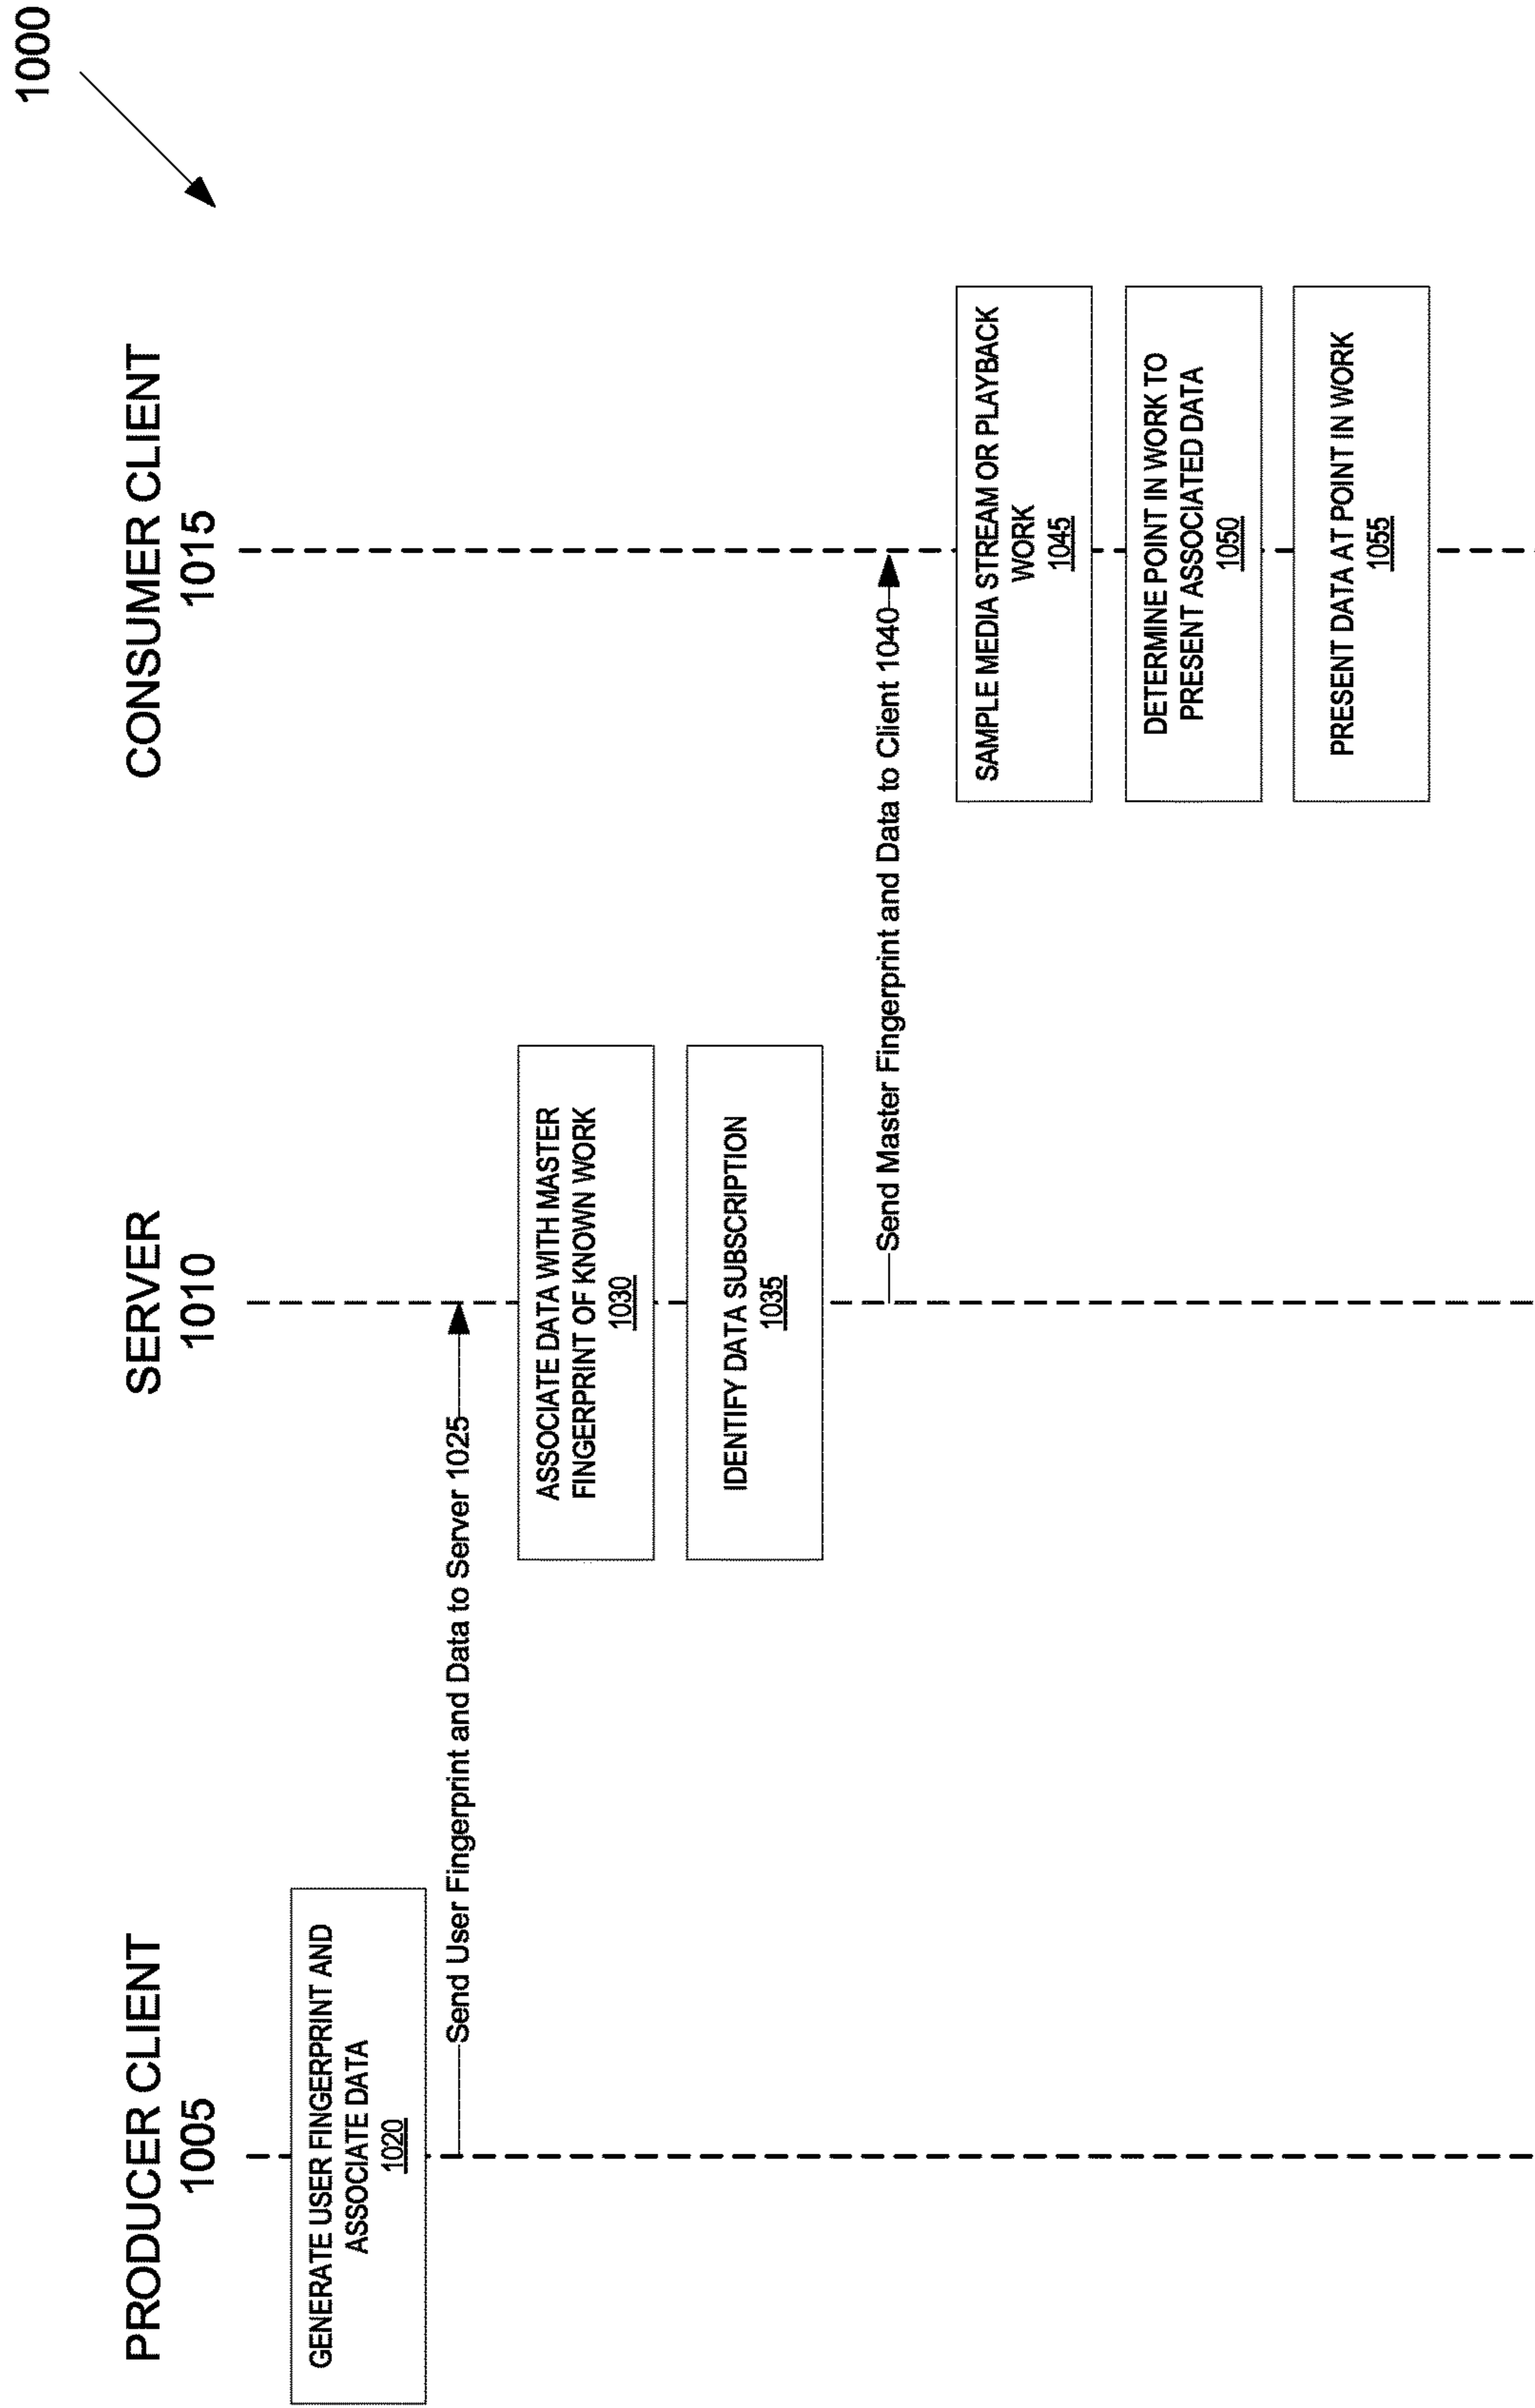 1000
PRODUCER CLIENT
1005
SERVER
1010
CONSUMER CLIENT
1015
GENERATE USER FINGERPRINT AND
ASSOCIATE DATA
1020
Send User Fingerprint and Data to Server 1025
ASSOCIATE DATA WITH MASTER
FINGERPRINT OF KNOWN WORK
1030
IDENTIFY DATA SUBSCRIPTION
1035
Send Master Fingerprint and Data to Client 1040
SAMPLE MEDIA STREAM OR PLAYBACK
WORK
1045
DETERMINE POINT IN WORK TO
PRESENT ASSOCIATED DATA
1050
PRESENT DATA AT POINT IN WORK
1055